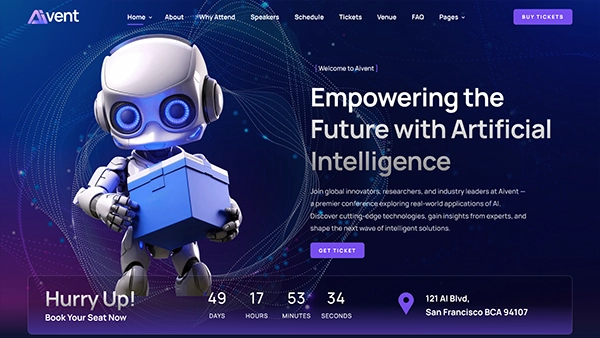 Aivent
Home About Why Attend Speakers Schedule Tickets Venue FAQ Pages
BUY TICKETS
[ Welcome to Aivent ]
Empowering the
Future with Artificial
Intelligence
Join global innovators, researchers, and industry leaders at Aivent —
a premier conference exploring real-world applications of AI.
Discover cutting-edge technologies, gain insights from experts, and
shape the next wave of intelligent solutions.
GET TICKET
Hurry Up!
Book Your Seat Now
49 17 53 34
DAYS HOURS MINUTES SECONDS
121 AI Blvd,
San Francisco BCA 94107